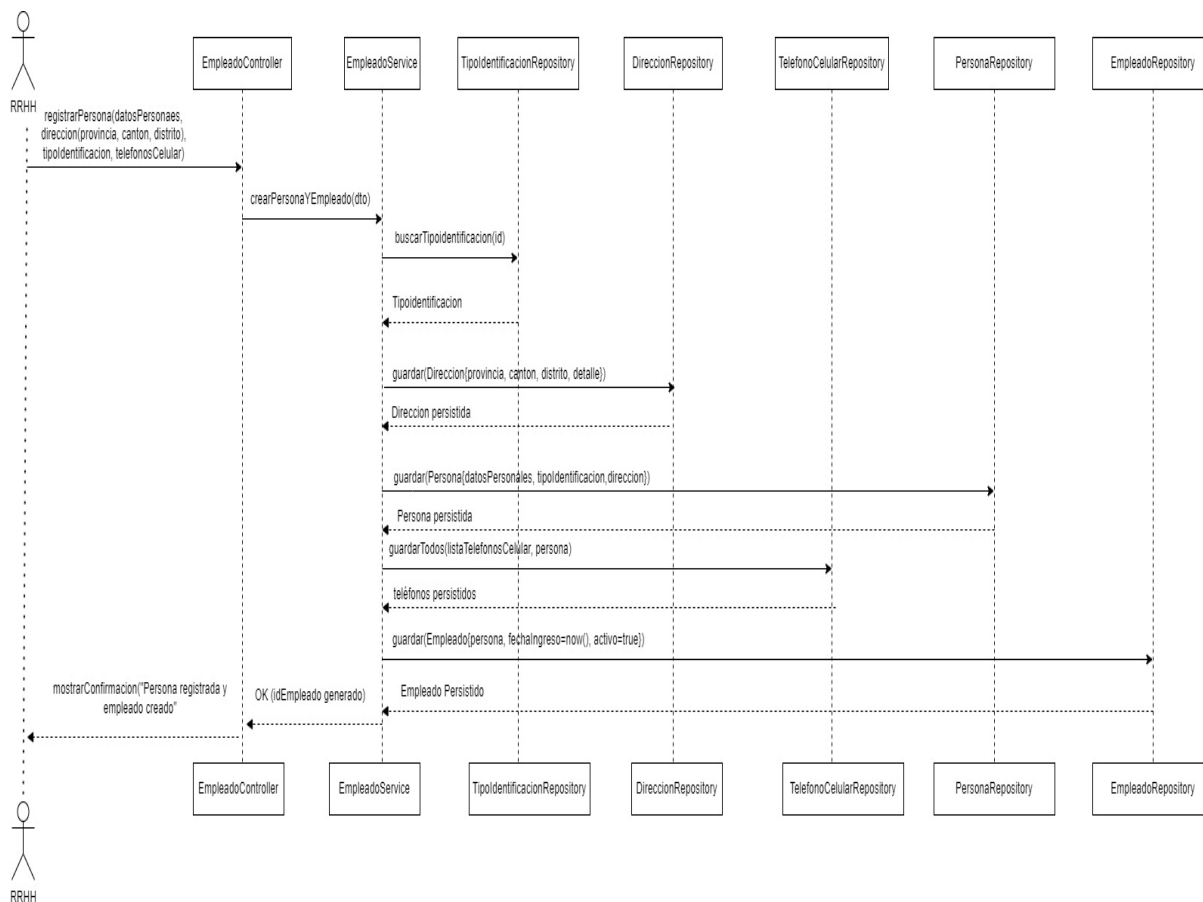 EmpleadoController
EmpleadoService
TipoIdentificacionRepository
DireccionRepository
TelefonoCelularRepository
PersonaRepository
EmpleadoRepository
RRHH
registrarPersona(datosPersonaes,
direccion(provincia, canton, distrito),
tipoIdentificacion, telefonosCelular)
crearPersonaYEmpleado(dto)
buscarTipoidentificacion(id)
Tipoidentificacion
guardar(Direccion{provincia, canton, distrito, detalle})
Direccion persistida
guardar(Persona{datosPersonales, tipoIdentificacion,direccion})
Persona persistida
guardarTodos(listaTelefonosCelular, persona)
teléfonos persistidos
guardar(Empleado{persona, fechaIngreso=now(), activo=true})
Empleado Persistido
OK (idEmpleado generado)
mostrarConfirmacion("Persona registrada y
empleado creado"
EmpleadoController
EmpleadoService
TipoIdentificacionRepository
DireccionRepository
TelefonoCelularRepository
PersonaRepository
EmpleadoRepository
RRHH